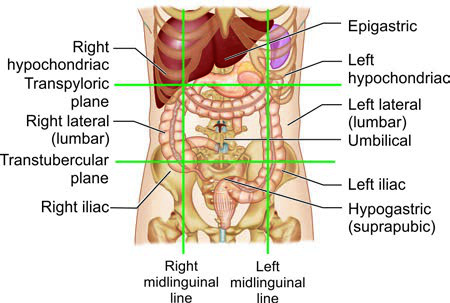 Epigastric
Right
hypochondriac
Left
hypochondriac
Transpyloric
plane
Left lateral
(lumbar)
Right lateral
(lumbar)
Umbilical
Transtubercular
plane
Left iliac
Right iliac
Hypogastric
(suprapubic)
Right
midlinguinal
line
Left
midlinguinal
line